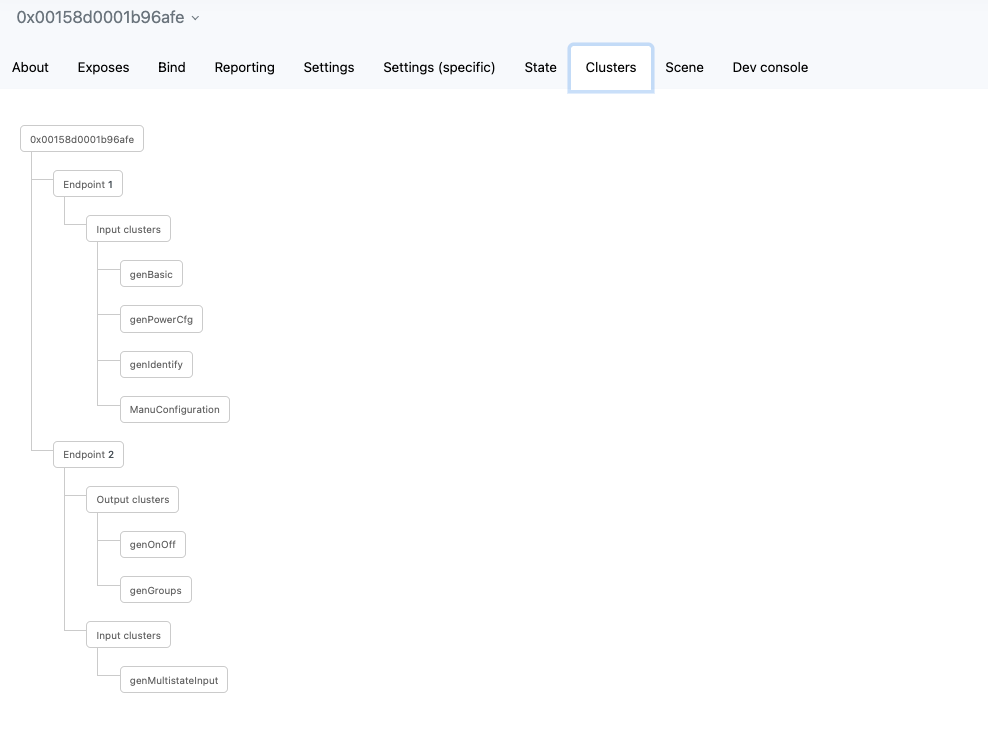 0x00158d0001b96afe
About Exposes Bind Reporting Settings Settings (specific) State Clusters Scene Dev console
0x00158d0001b96afe
Endpoint 1
Input clusters
genBasic
genPowerCfg
genIdentify
ManuConfiguration
Endpoint 2
Output clusters
genOnOff
genGroups
Input clusters
genMultistateInput